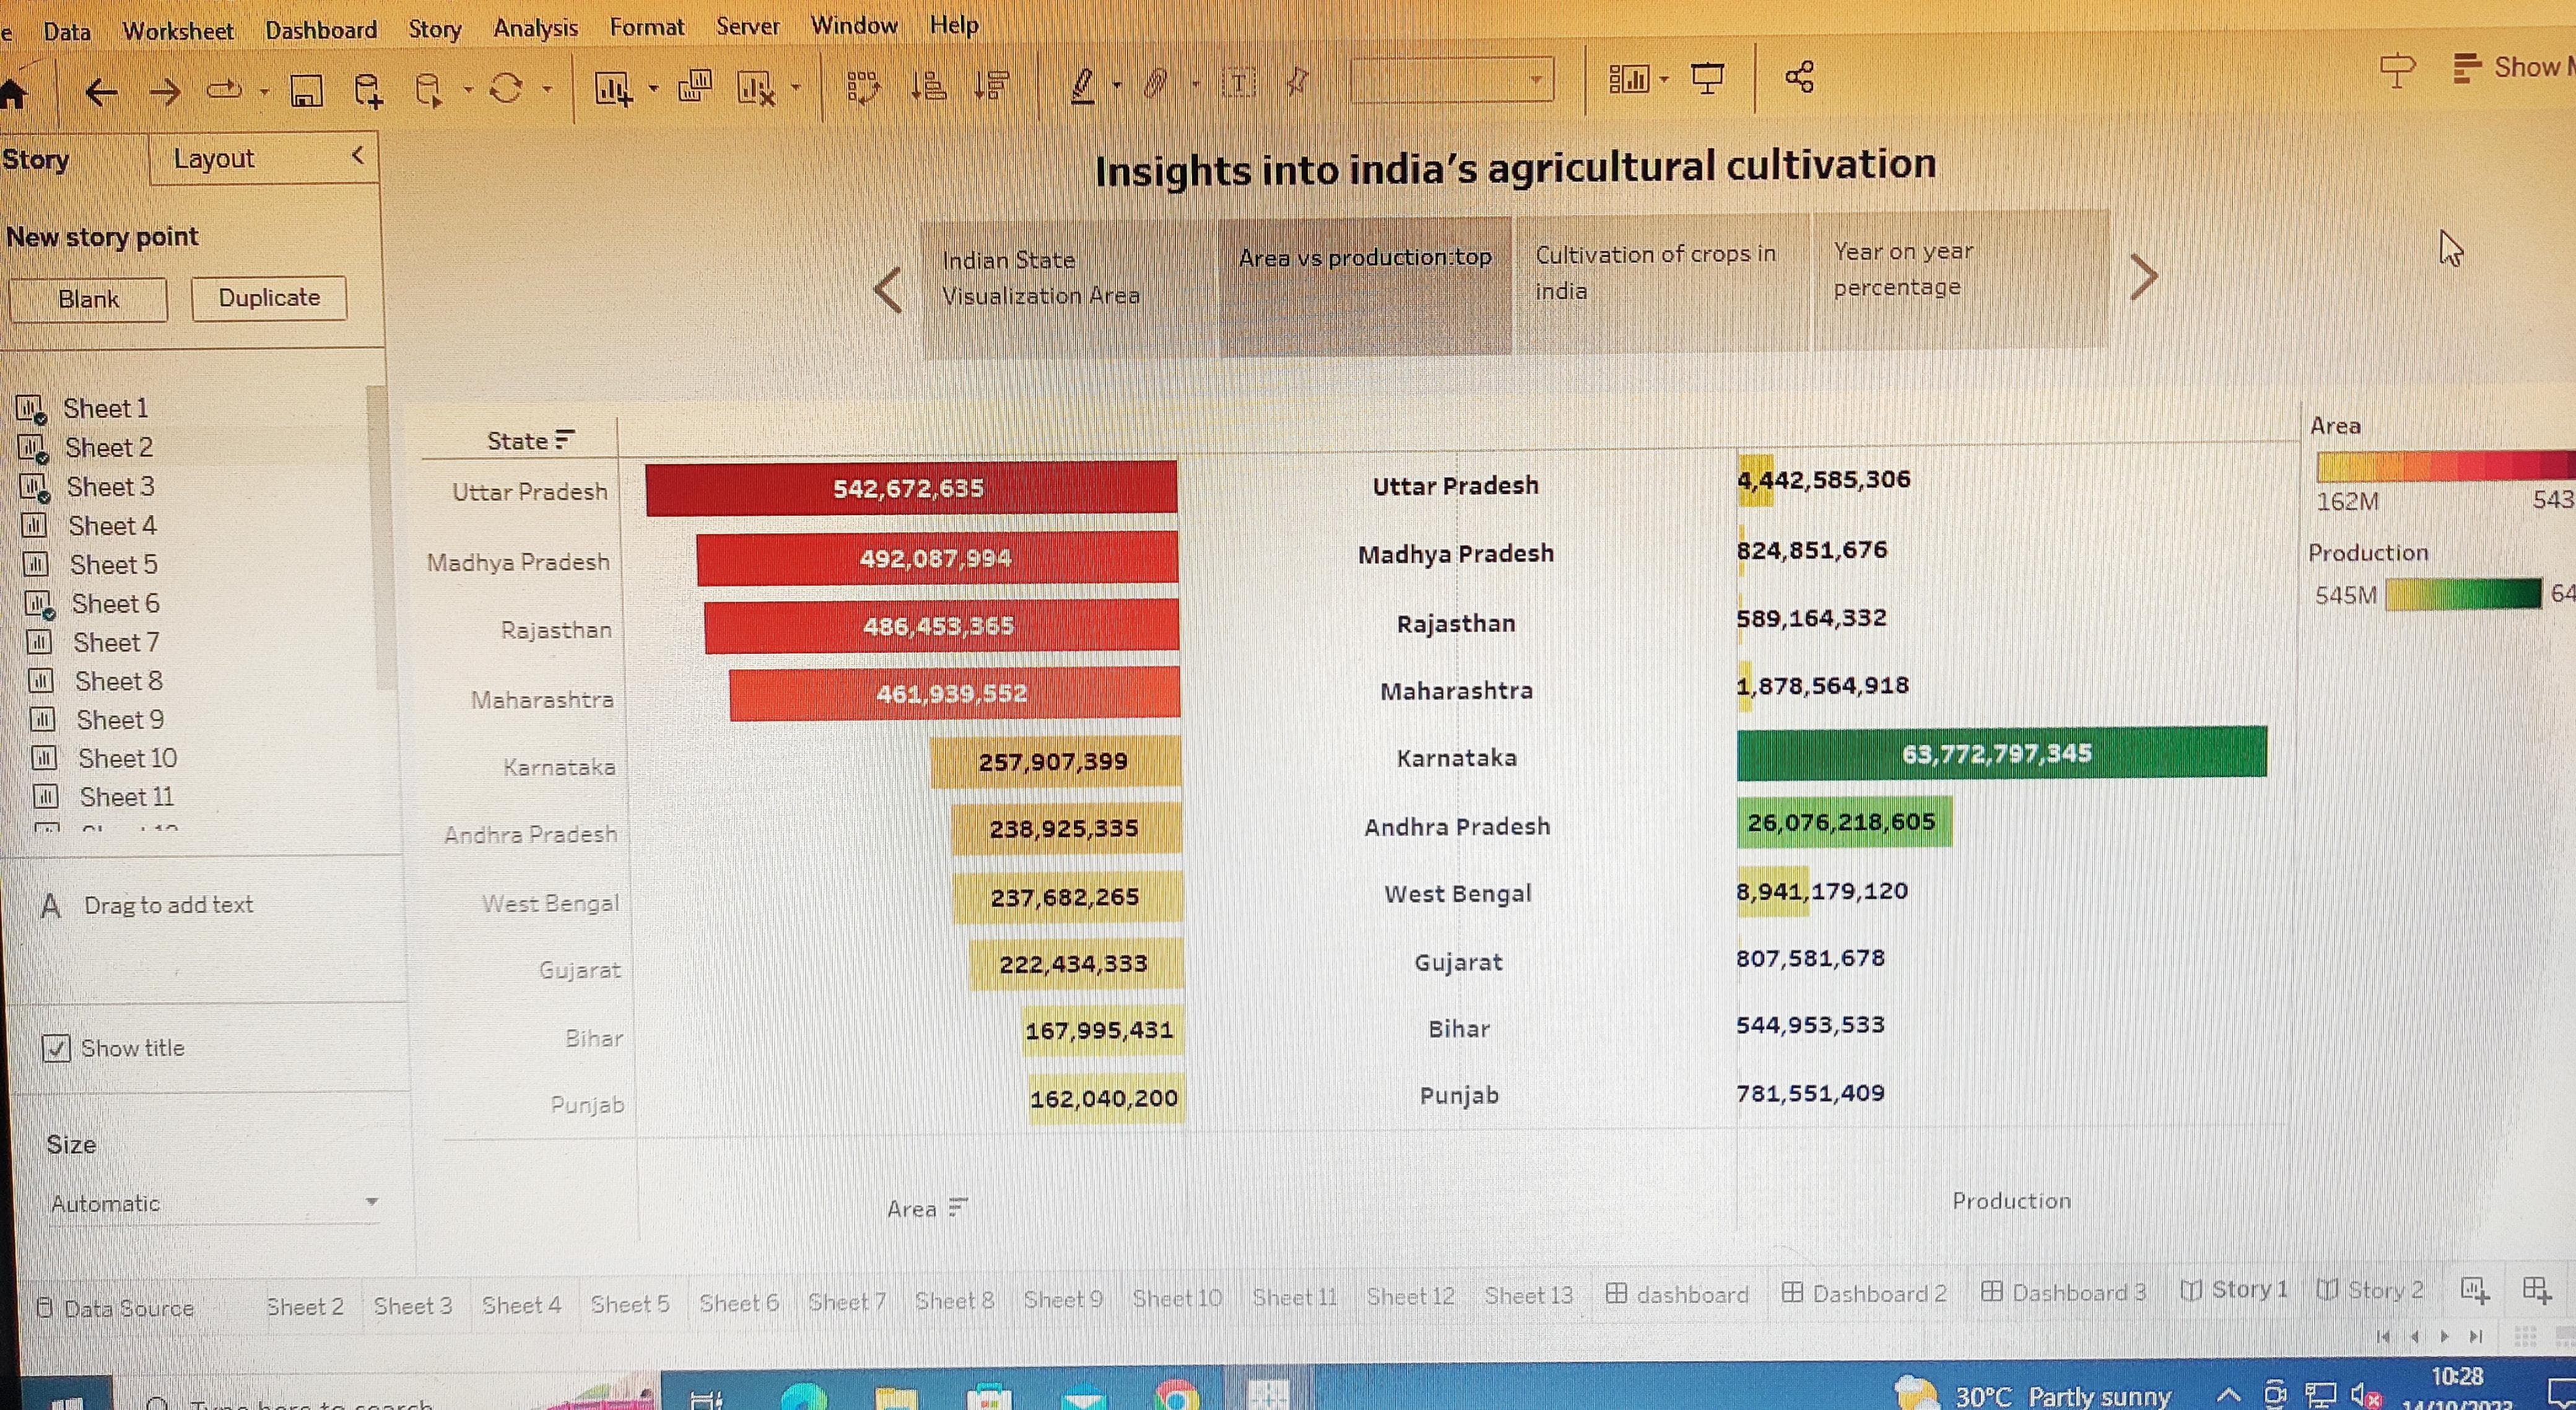 e Data Worksheet Dashboard Story Analysis Format Server Window Help
Show
Story Layout
New story point
Blank Duplicate
Sheet 1
Sheet 2
Sheet 3
Sheet 4
Sheet 5
Sheet 6
Sheet 7
Sheet 8
Sheet 9
Sheet 10
Sheet 11
A Drag to add text
Show title
Size
Automatic
Insights into india's agricultural cultivation
Indian State
Visualization Area
Area vs production:top
Cultivation of crops in
india
Year on year
percentage
State
Uttar Pradesh 542,672,635 Uttar Pradesh 4,442,585,306
Madhya Pradesh 492,087,994 Madhya Pradesh 824,851,676
Rajasthan 486,453,365 Rajasthan 589,164,332
Maharashtra 461,939,552 Maharashtra 1,878,564,918
Karnataka 257,907,399 Karnataka 63,772,797,345
Andhra Pradesh 238,925,335 Andhra Pradesh 26,076,218,605
West Bengal 237,682,265 West Bengal 8,941,179,120
Gujarat 222,434,333 Gujarat 807,581,678
Bihar 167,995,431 Bihar 544,953,533
Punjab 162,040,200 Punjab 781,551,409
Area Production
Area
162M 543
Production
545M 64
Data Source Sheet 2 Sheet 3 Sheet 4 Sheet 5 Sheet 6 Sheet 7 Sheet 8 Sheet 9 Sheet 10 Sheet 11 Sheet 12 Sheet 13 dashboard Dashboard 2 Dashboard 3 Story 1 Story 2
Type here to search
30°C Partly sunny
10:28